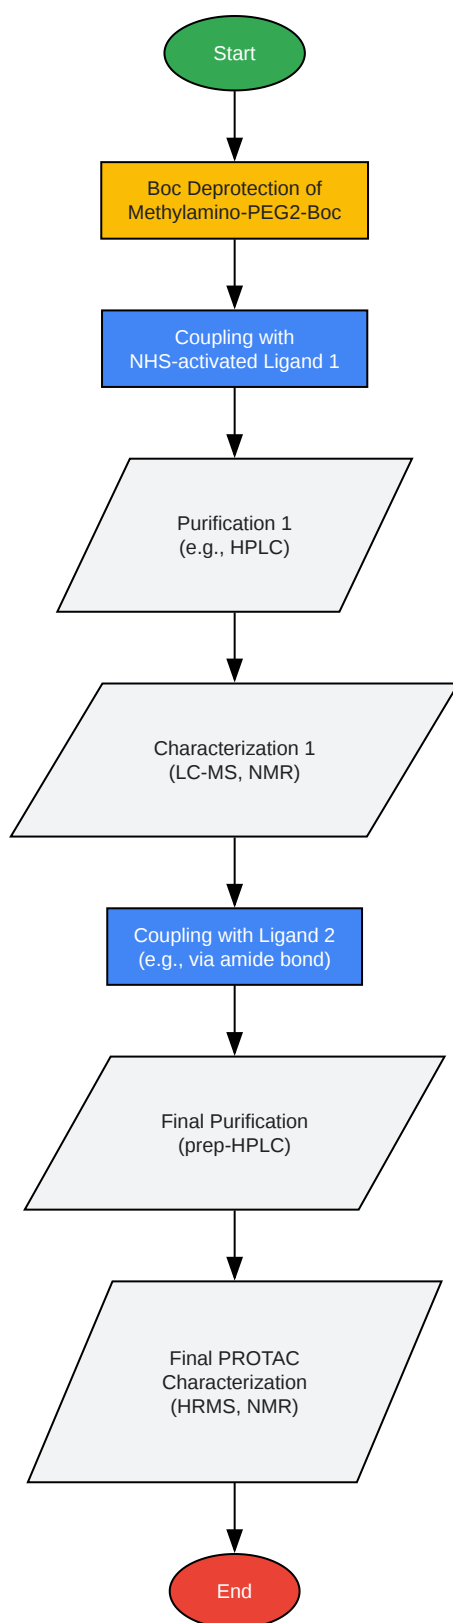 Start
Boc Deprotection of
Methylamino-PEG2-Boc
Coupling with
NHS-activated Ligand 1
Purification 1
(e.g., HPLC)
Characterization 1
(LC-MS, NMR)
Coupling with Ligand 2
(e.g., via amide bond)
Final Purification
(prep-HPLC)
Final PROTAC
Characterization
(HRMS, NMR)
End